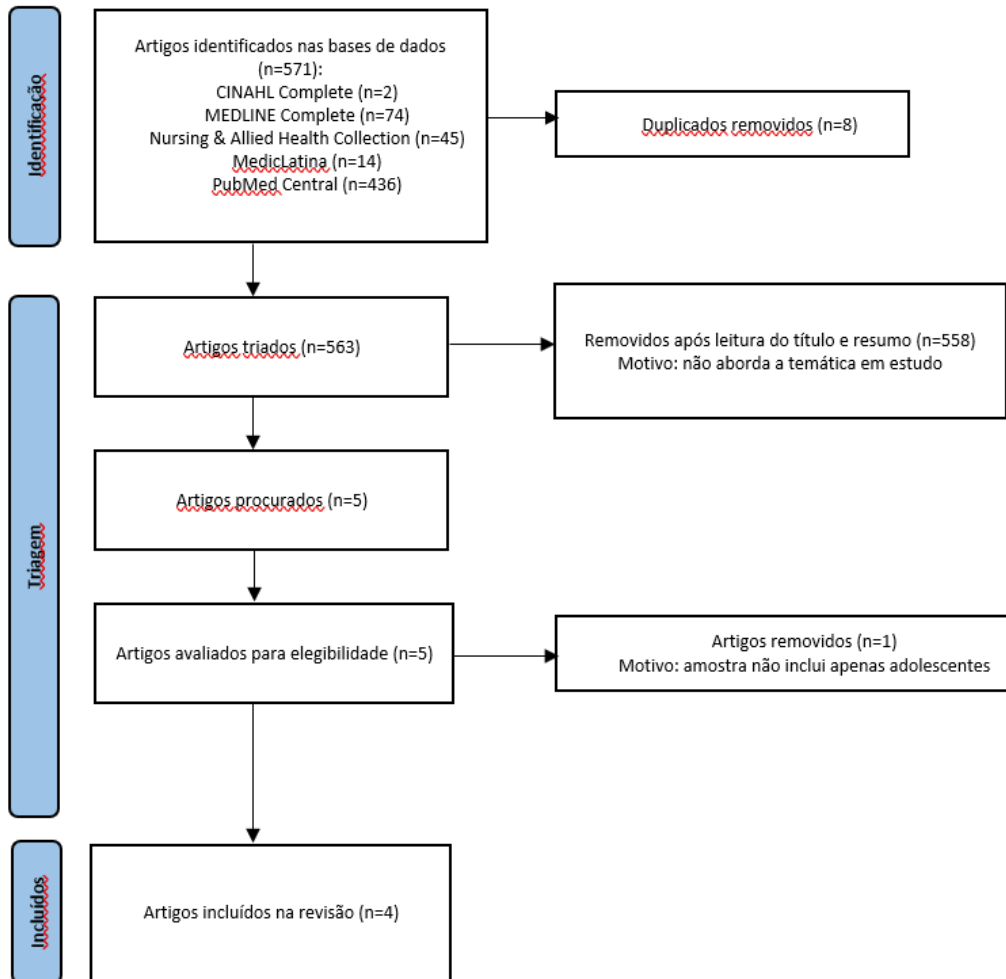 Identificação
Artigos identificados nas bases de dados
(n=571):
CINAHL Complete (n=2)
MEDLINE Complete (n=74)
Nursing & Allied Health Collection (n=45)
MedicLatina (n=14)
PubMed Central (n=436)
Duplicados removidos (n=8)
Triagem
Artigos triados (n=563)
Removidos após leitura do título e resumo (n=558)
Motivo: não aborda a temática em estudo
Artigos procurados (n=5)
Artigos avaliados para elegibilidade (n=5)
Artigos removidos (n=1)
Motivo: amostra não inclui apenas adolescentes
Incluídos
Artigos incluídos na revisão (n=4)